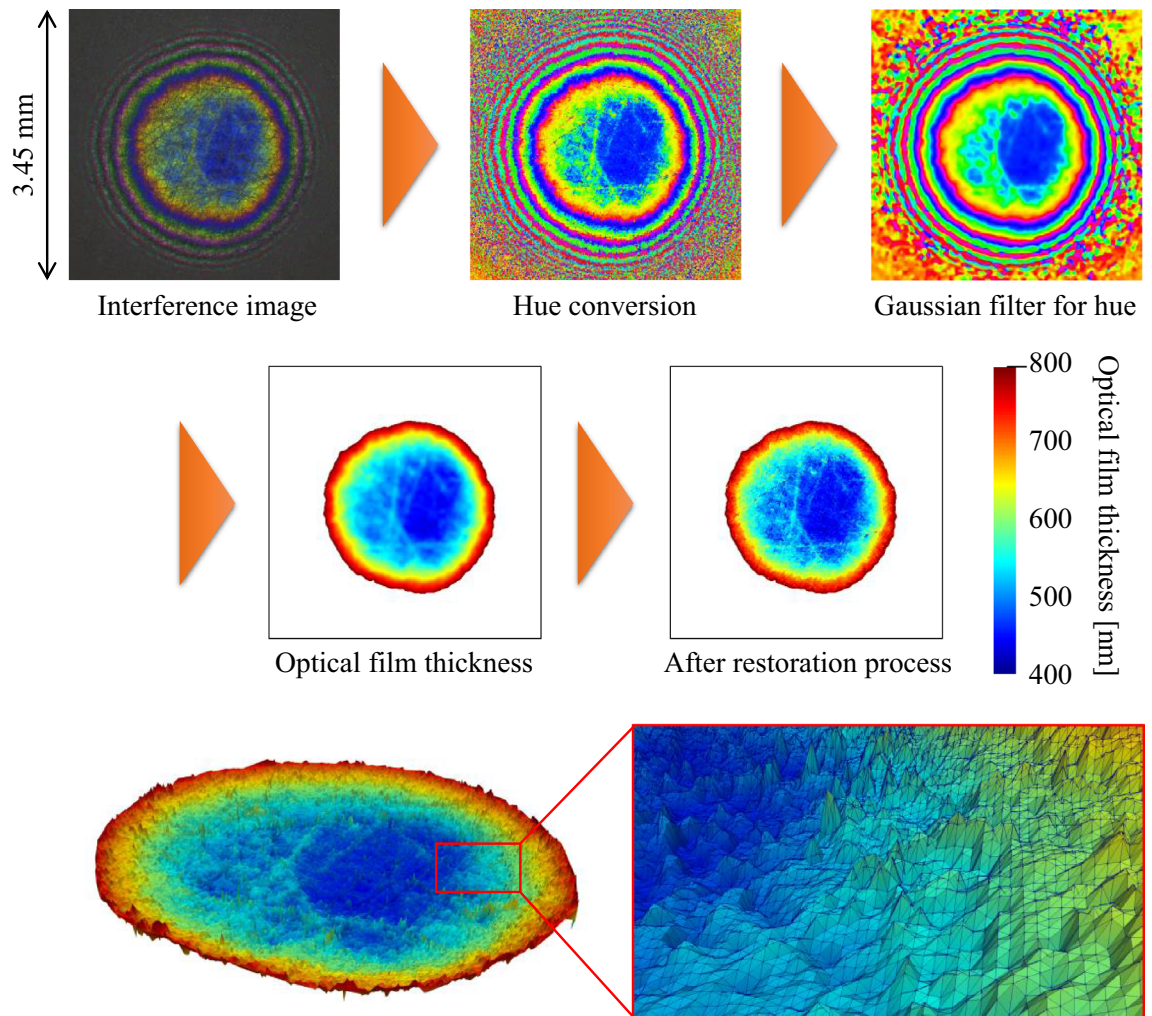 3.45 mm
Interference image
Hue conversion
Gaussian filter for hue
800
700
600
500
400
Optical film thickness [nm]
Optical film thickness
After restoration process